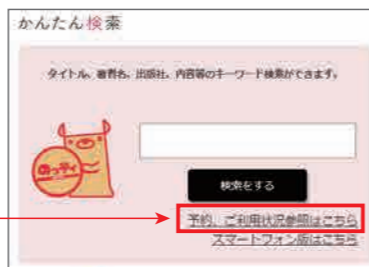 かんたん検索
タイトル、著者名、出版社、内容等のキーワード検索ができます。
検索をする
予約、ご利用状況参照はこちら
スマートフォン版はこちら